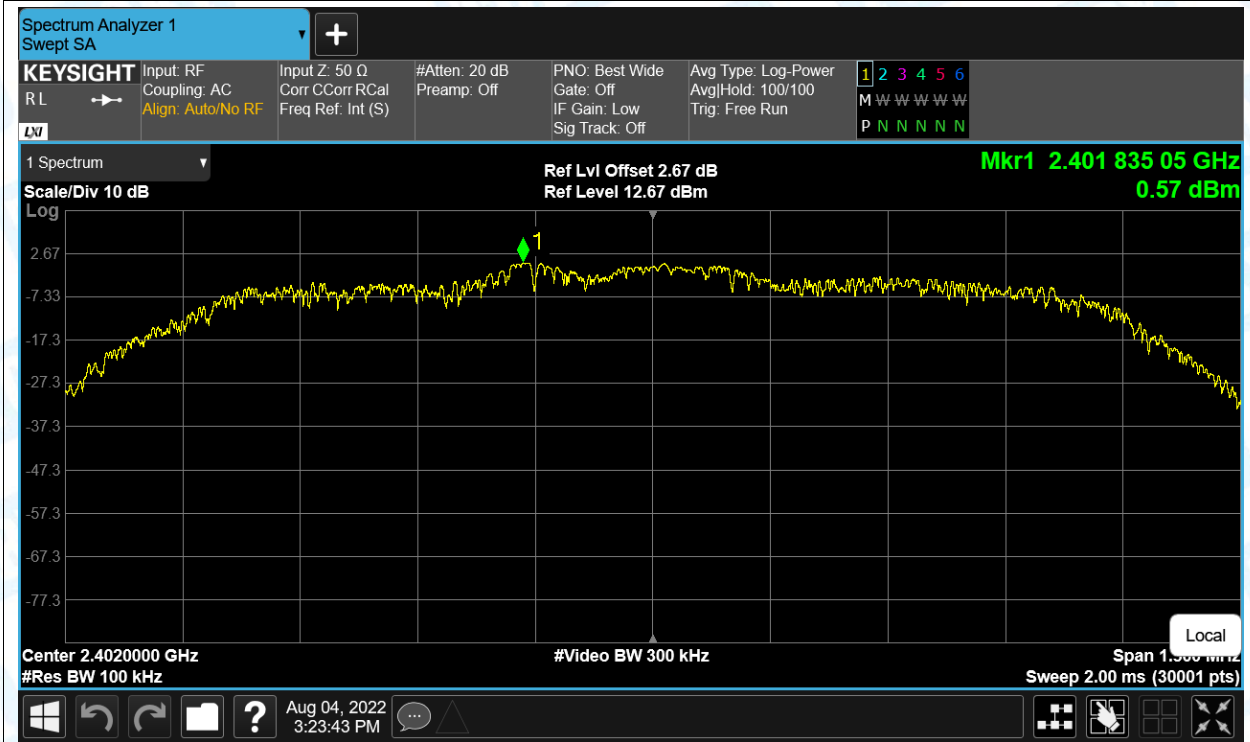 Spectrum Analyzer 1
Swept SA
KEYSIGHT
R L
LXI
Input: RF
Coupling: AC
Align: Auto/No RF
Input Z: 50 Ω
Corr CCorr RCal
Freq Ref: Int (S)
#Atten: 20 dB
Preamp: Off
PNO: Best Wide
Gate: Off
IF Gain: Low
Sig Track: Off
Avg Type: Log-Power
Avg|Hold: 100/100
Trig: Free Run
1 2 3 4 5 6
M W W W W W
P N N N N N N
1 Spectrum
Scale/Div 10 dB
Log
Ref Lvl Offset 2.67 dB
Ref Level 12.67 dBm
Mkr1 2.401 835 05 GHz
0.57 dBm
1
2.67
-7.33
-17.3
-27.3
-37.3
-47.3
-57.3
-67.3
-77.3
Local
Center 2.4020000 GHz
#Video BW 300 kHz
Span
#Res BW 100 kHz
Sweep 2.00 ms (30001 pts)
?
Aug 04, 2022
3:23:43 PM